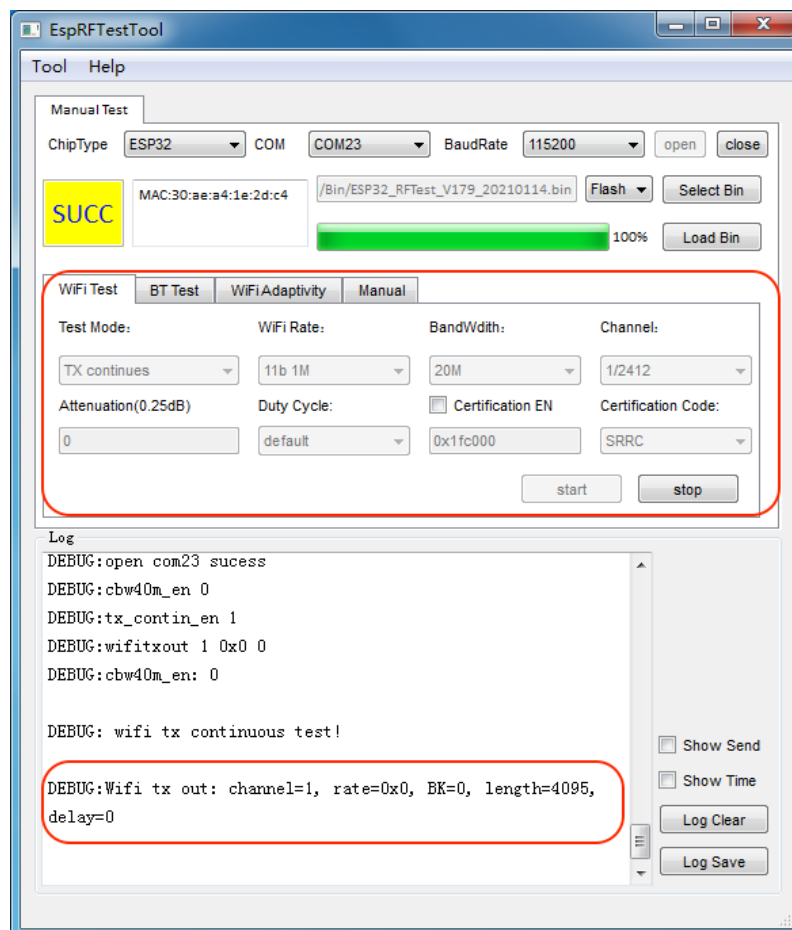 EspRFTestTool
Tool Help
Manual Test
ChipType ESP32 COM COM23 BaudRate 115200 open close
SUCC MAC:30:ae:a4:1e:2d:c4 /Bin/ESP32_RFTest_V179_20210114.bin Flash Select Bin
100% Load Bin
WiFi Test BT Test WiFi Adaptivity Manual
Test Mode: WiFi Rate: BandWdith: Channel:
TX continues 11b 1M 20M 1/2412
Attenuation(0.25dB) Duty Cycle: Certification EN Certification Code:
0 default 0x1fc000 SRRC
start stop
Log
DEBUG:open com23 sucess
DEBUG:cbw40m_en 0
DEBUG:tx_contin_en 1
DEBUG:wifitxout 1 0x0 0
DEBUG:cbw40m_en: 0
DEBUG: wifi tx continuous test!
DEBUG:Wifi tx out: channel=1, rate=0x0, BK=0, length=4095,
delay=0
Show Send
Show Time
Log Clear
Log Save